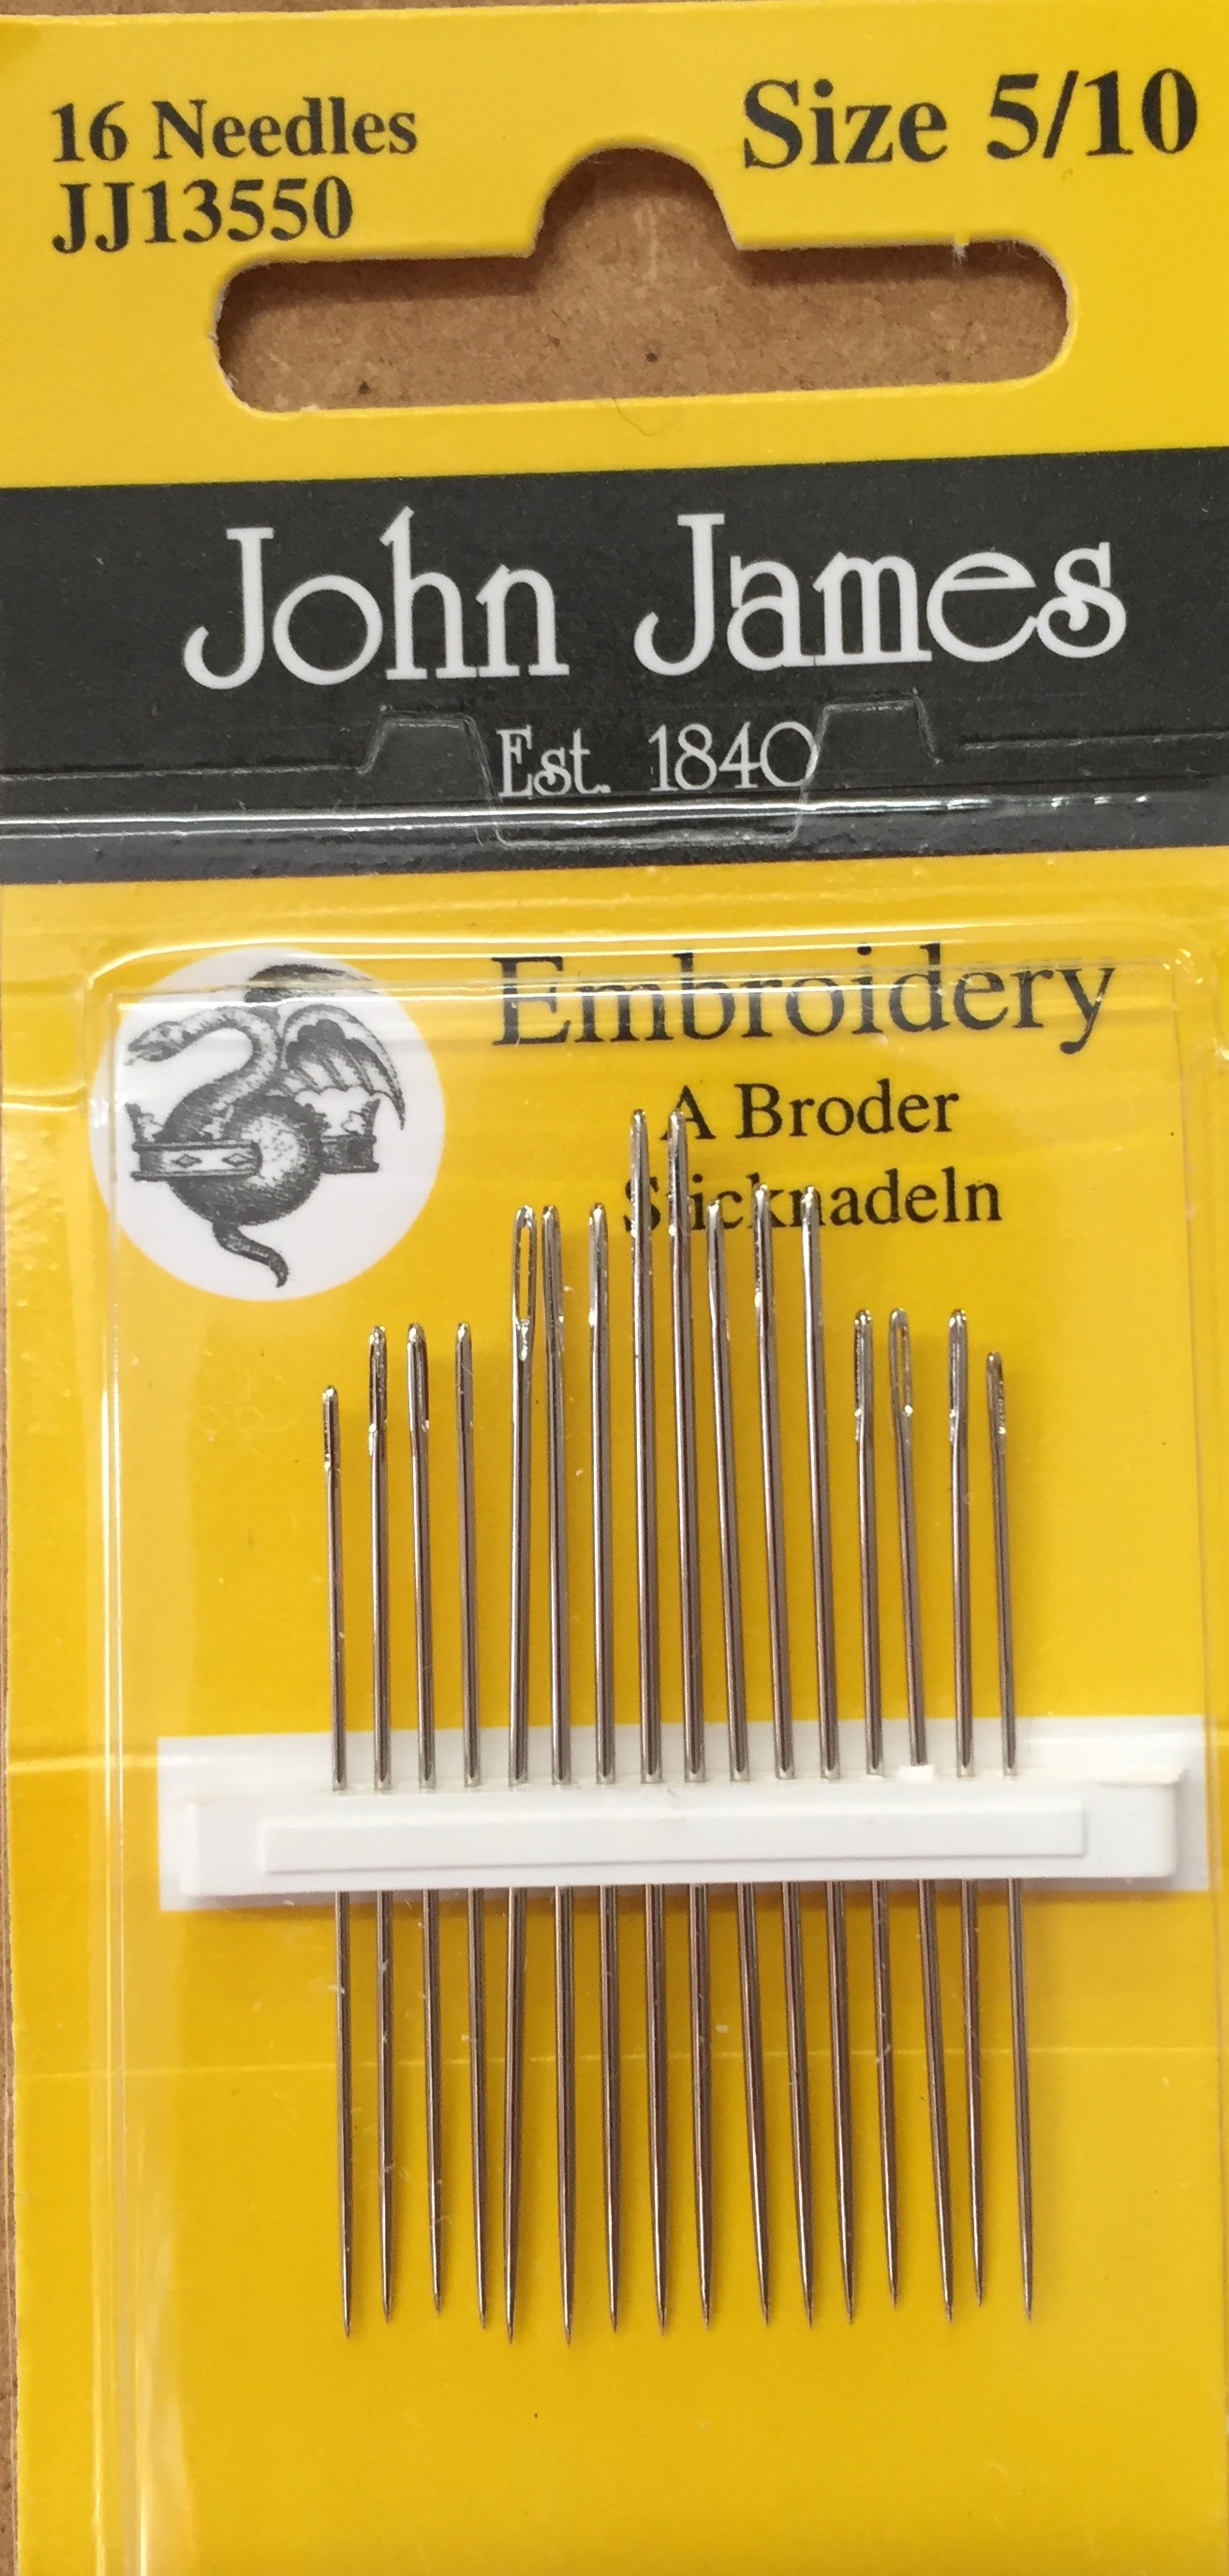 16 Needles
JJ13550
Size 5/10
John James
Est. 1840
Embroidery
A Broder
Sticknadeln